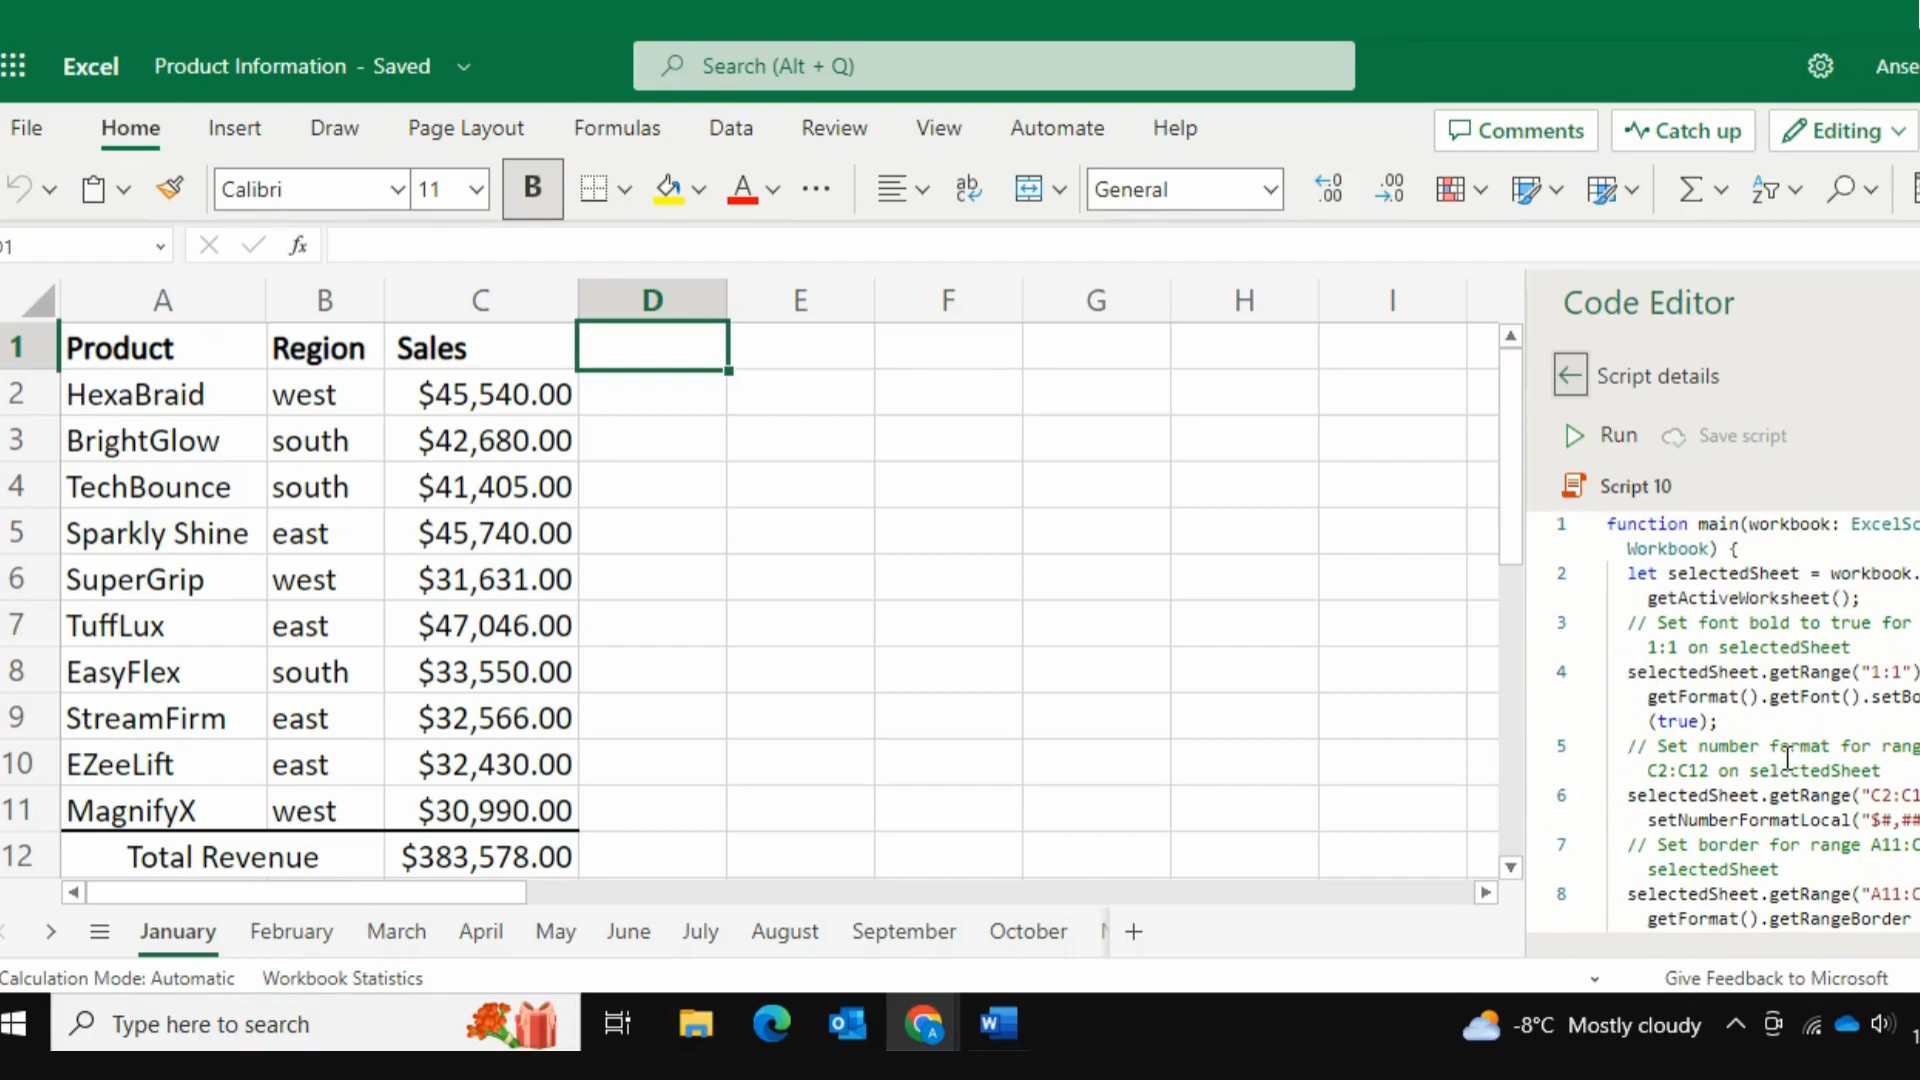 Excel Product Information - Saved Search (Alt + Q) Anse
File Home Insert Draw Page Layout Formulas Data Review View Automate Help Comments Catch up Editing
Calibri 11 B A ... ab General .00 .00
fx
A B C D E F G H I
1 Product Region Sales
2 HexaBraid west $45,540.00
3 BrightGlow south $42,680.00
4 TechBounce south $41,405.00
5 Sparkly Shine east $45,740.00
6 SuperGrip west $31,631.00
7 TuffLux east $47,046.00
8 EasyFlex south $33,550.00
9 StreamFirm east $32,566.00
10 EZeeLift east $32,430.00
11 MagnifyX west $30,990.00
12 Total Revenue $383,578.00
Code Editor
Script details
Run Save script
Script 10
1 function main(workbook: ExcelSc
Workbook) {
2 let selectedSheet = workbook.
getActiveWorksheet();
3 // Set font bold to true for
1:1 on selectedSheet
4 selectedSheet.getRange("1:1")
getFormat().getFont().setBo
(true);
5 // Set number format for rang
C2:C12 on selectedSheet
6 selectedSheet.getRange("C2:C1
setNumberFormatLocal("$#,##
7 // Set border for range A11:C
selectedSheet
8 selectedSheet.getRange("A11:C
getFormat().getRangeBorder
January February March April May June July August September October
Calculation Mode: Automatic Workbook Statistics Give Feedback to Microsoft
Type here to search -8°C Mostly cloudy